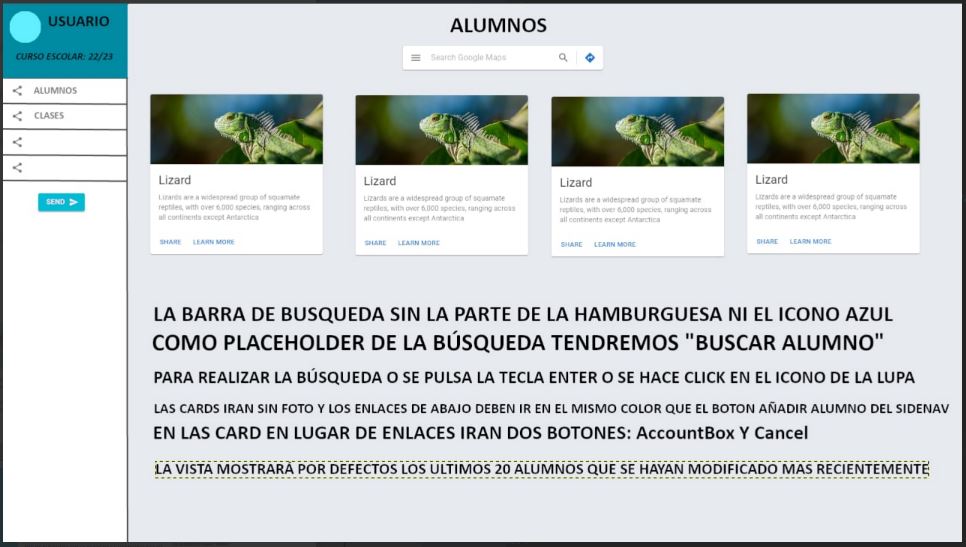 USUARIO
CURSO ESCOLAR: 22/23
ALUMNOS
CLASES
SEND
ALUMNOS
Search Google Maps
Lizard
Lizards are a widespread group of squamate
reptiles, with over 6,000 species, ranging across
all continents except Antarctica
SHARE LEARN MORE
Lizard
Lizards are a widespread group of squamate
reptiles, with over 6,000 species, ranging across
all continents except Antarctica
SHARE LEARN MORE
Lizard
Lizards are a widespread group of squamate
reptiles, with over 6,000 species, ranging across
all continents except Antarctica
SHARE LEARN MORE
Lizard
Lizards are a widespread group of squamate
reptiles, with over 6,000 species, ranging across
all continents except Antarctica
SHARE LEARN MORE
LA BARRA DE BUSQUEDA SIN LA PARTE DE LA HAMBURGUESA NI EL ICONO AZUL
COMO PLACEHOLDER DE LA BÚSQUEDA TENDREMOS "BUSCAR ALUMNO"
PARA REALIZAR LA BÚSQUEDA O SE PULSA LA TECLA ENTER O SE HACE CLICK EN EL ICONO DE LA LUPA
LAS CARDS IRAN SIN FOTO Y LOS ENLACES DE ABAJO DEBEN IR EN EL MISMO COLOR QUE EL BOTON AÑADIR ALUMNO DEL SIDENAV
EN LAS CARD EN LUGAR DE ENLACES IRAN DOS BOTONES: AccountBox Y Cancel
LA VISTA MOSTRARÁ POR DEFECTOS LOS ULTIMOS 20 ALUMNOS QUE SE HAYAN MODIFICADO MAS RECIENTEMENTE